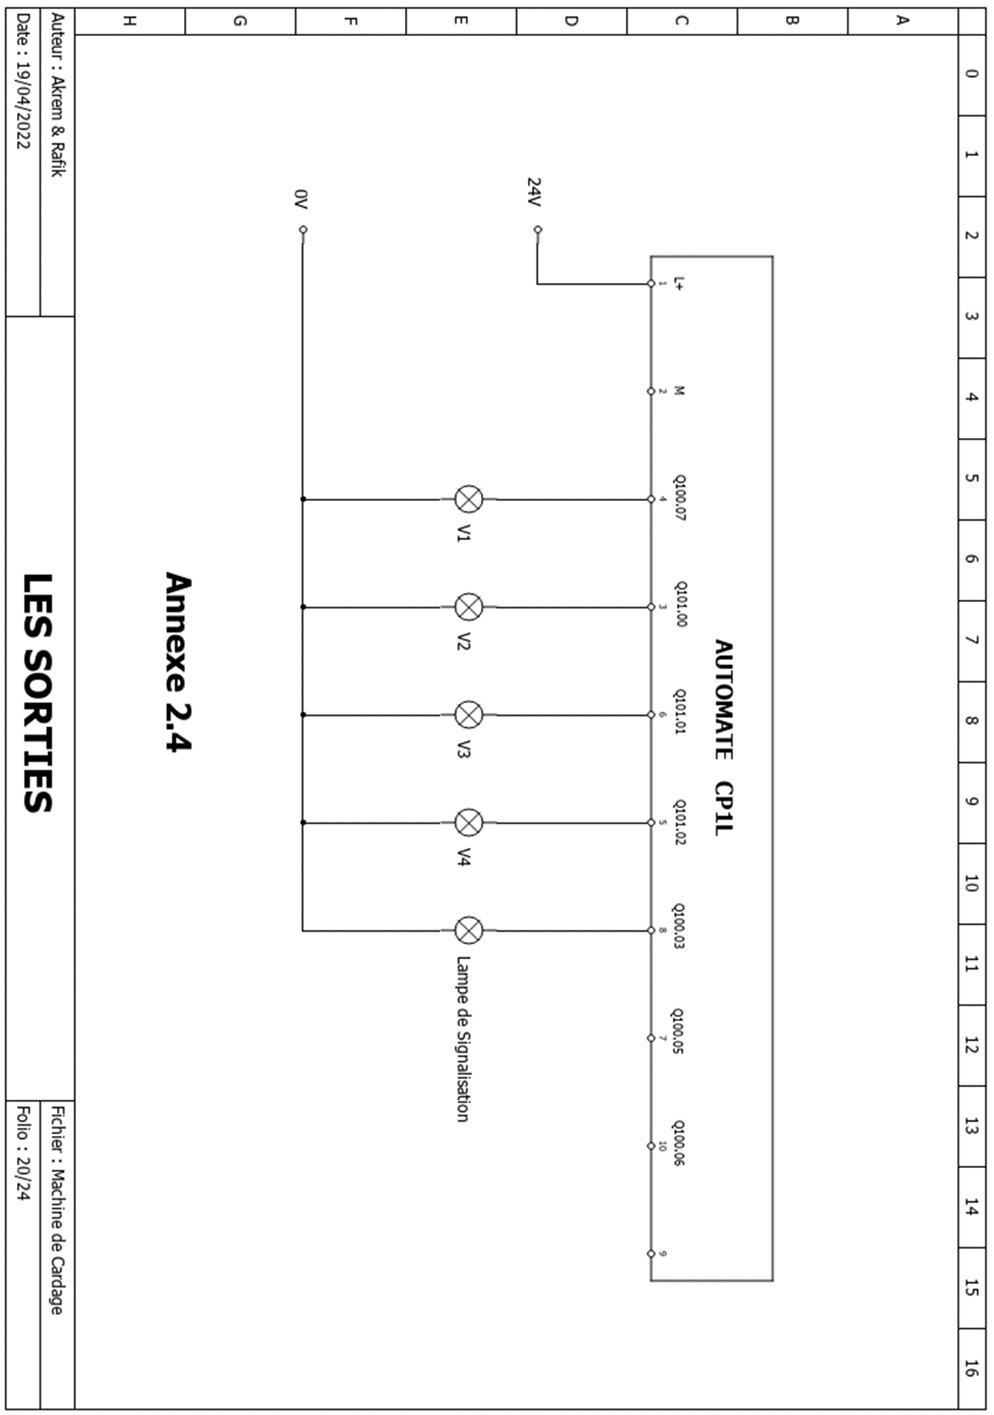 0 1 2 3 4 5 6 7 8 9 10 11 12 13 14 15 16
A
B
AUTOMATE CP1L
C
L+ M Q100.07 Q101.00 Q101.01 Q101.02 Q100.03 Q100.05 Q100.06
1 2 4 3 6 5 8 7 10 9
D
24V
E
V1 V2 V3 V4 Lampe de Signalisation
F
0V
G
Annexe 2.4
H
Auteur : Akrem & Rafik
Date : 19/04/2022
LES SORTIES
Fichier : Machine de Cardage
Folio : 20/24